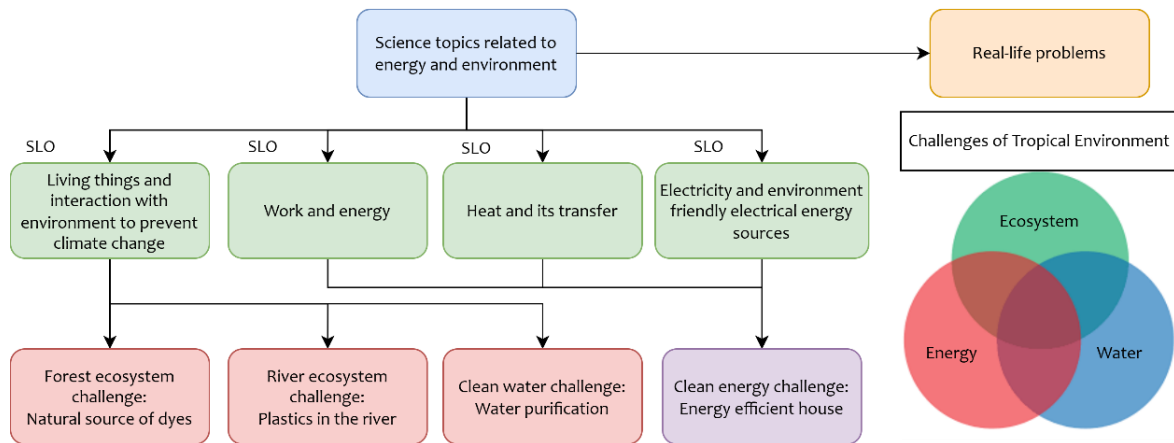 Science topics related to
energy and environment
Real-life problems
Challenges of Tropical Environment
SLO
SLO
SLO
SLO
Living things and
interaction with
environment to prevent
climate change
Work and energy
Heat and its transfer
Electricity and environment
friendly electrical energy
sources
Ecosystem
Energy
Water
Forest ecosystem
challenge:
Natural source of dyes
River ecosystem
challenge:
Plastics in the river
Clean water challenge:
Water purification
Clean energy challenge:
Energy efficient house